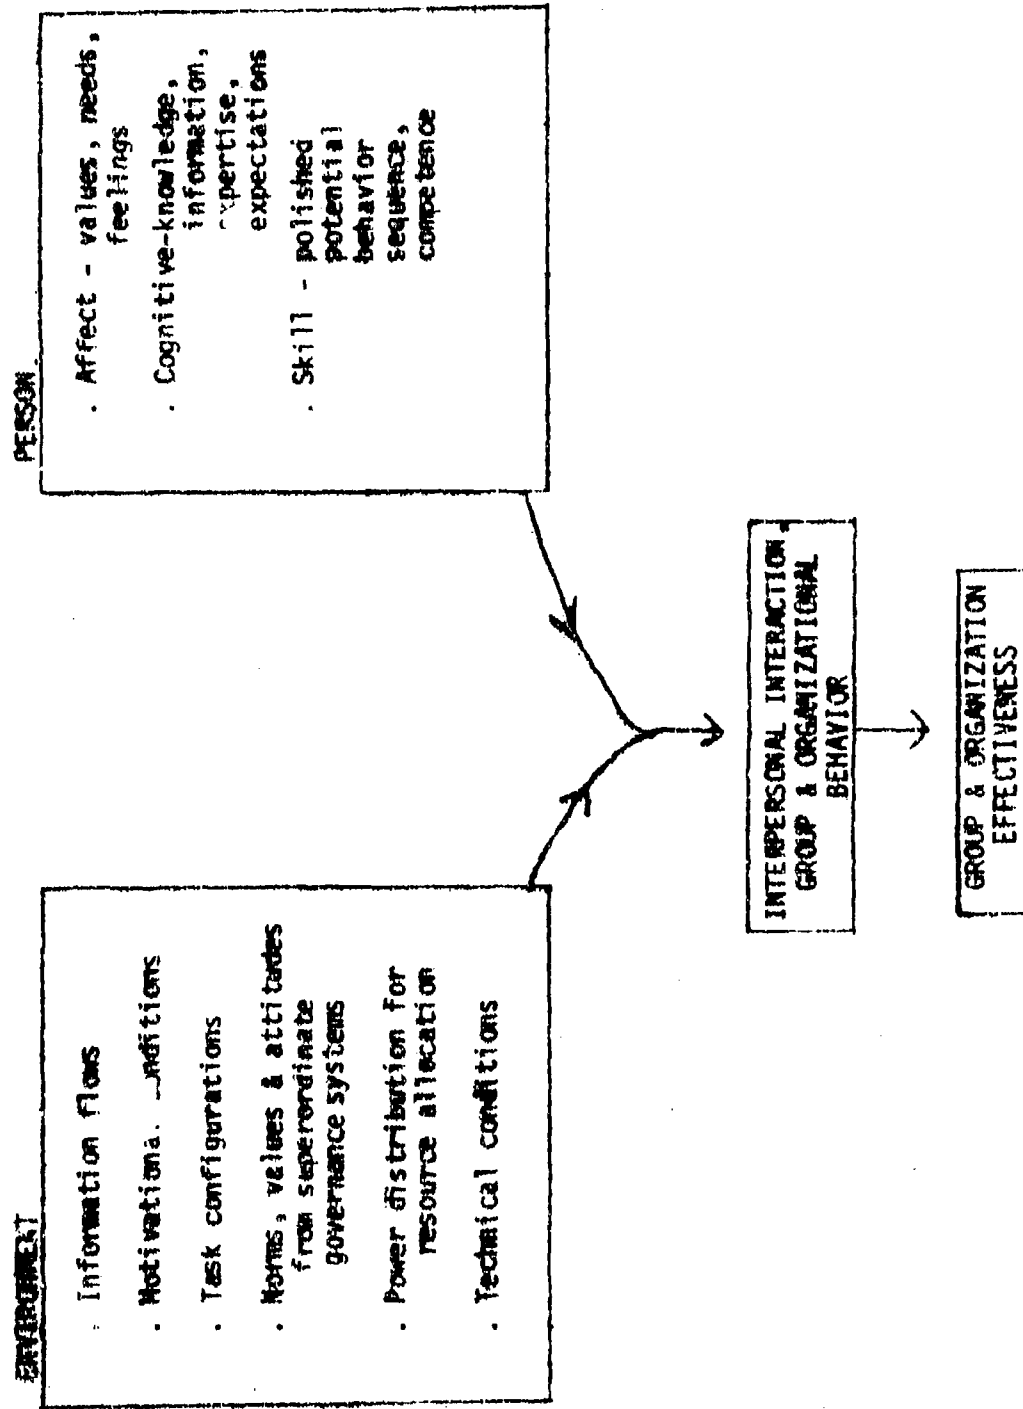 ENVIRONMENT
. Information flows
. Motivationa.
. Task configurations
. Norms, values & attitudes
from superordinate
governance systems
. Power distribution for
resource allocation
. Technical conditions
PERSON
. Affect - values, needs,
feelings
. Cognitive-knowledge,
information,
expertise,
expectations
. Skill - polished
potential
behavior
sequence,
competence
INTERPERSONAL INTERACTION,
GROUP & ORGANIZATIONAL
BEHAVIOR
GROUP & ORGANIZATION
EFFECTIVENESS